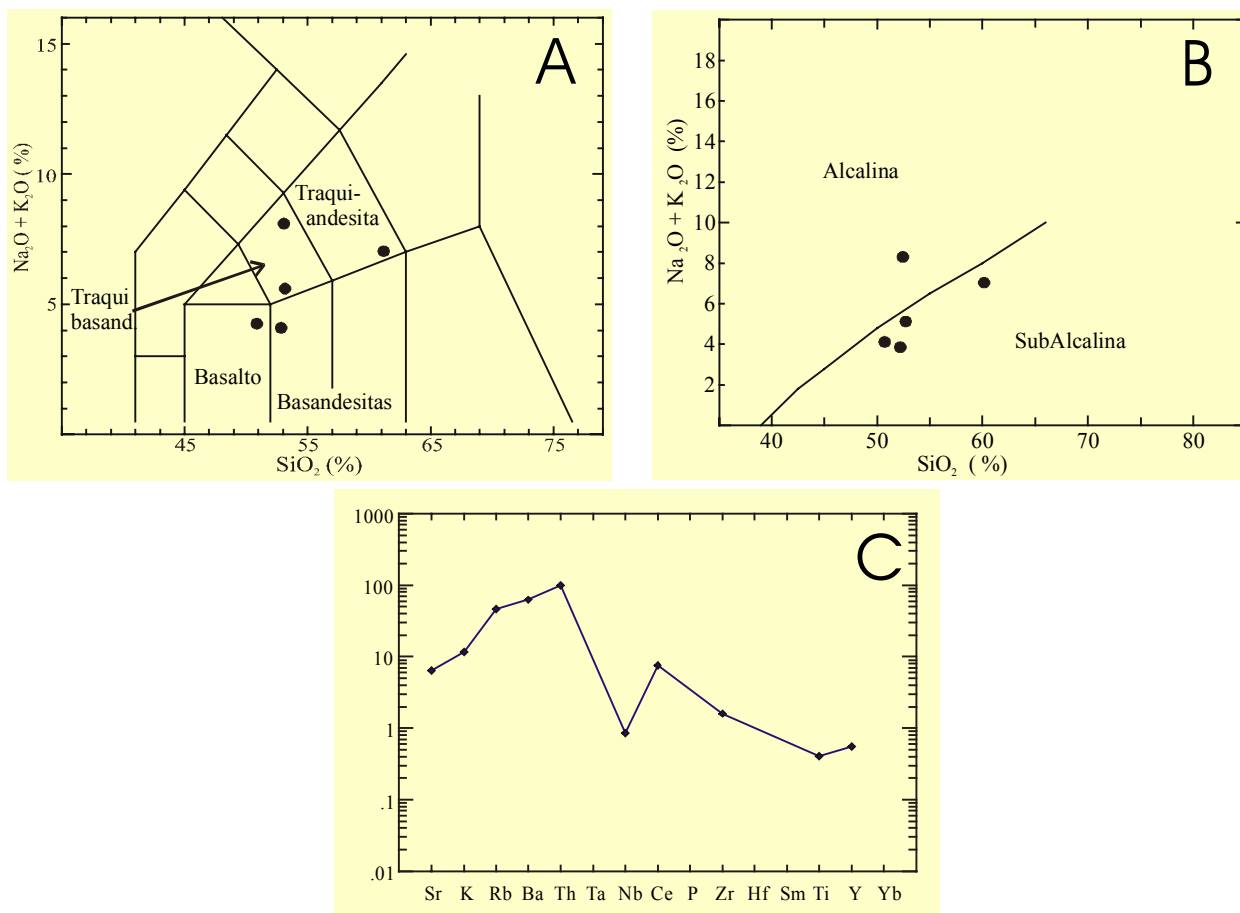 A
15
10
5
Na₂O + K₂O ( %)
Traqui-
andesita
Traqui
basand.
Basalto
Basandesitas
45
55
65
75
SiO₂ (%)
B
18
16
14
12
10
8
6
4
2
Na₂O + K₂O (%)
Alcalina
SubAlcalina
40
50
60
70
80
SiO₂ ( %)
C
1000
100
10
1
.1
.01
Sr K Rb Ba Th Ta Nb Ce P Zr Hf Sm Ti Y Yb